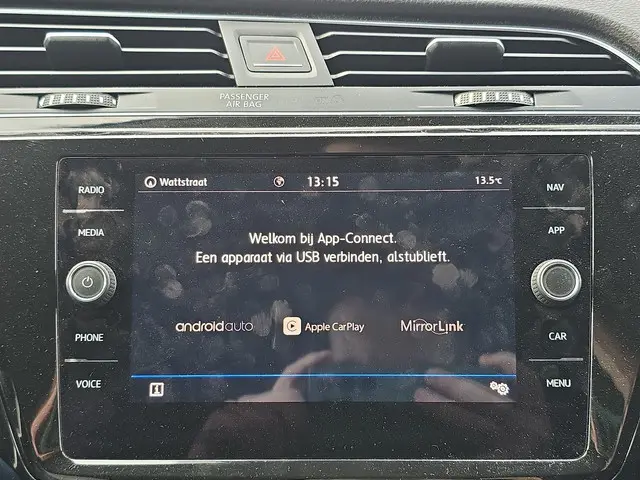 PASSENGER
AIR BAG
Wattstraat 13:15 13.5°C
RADIO
MEDIA
PHONE
VOICE
NAV
APP
CAR
MENU
Welkom bij App-Connect.
Een apparaat via USB verbinden, alstublieft.
androidauto Apple CarPlay MirrorLink